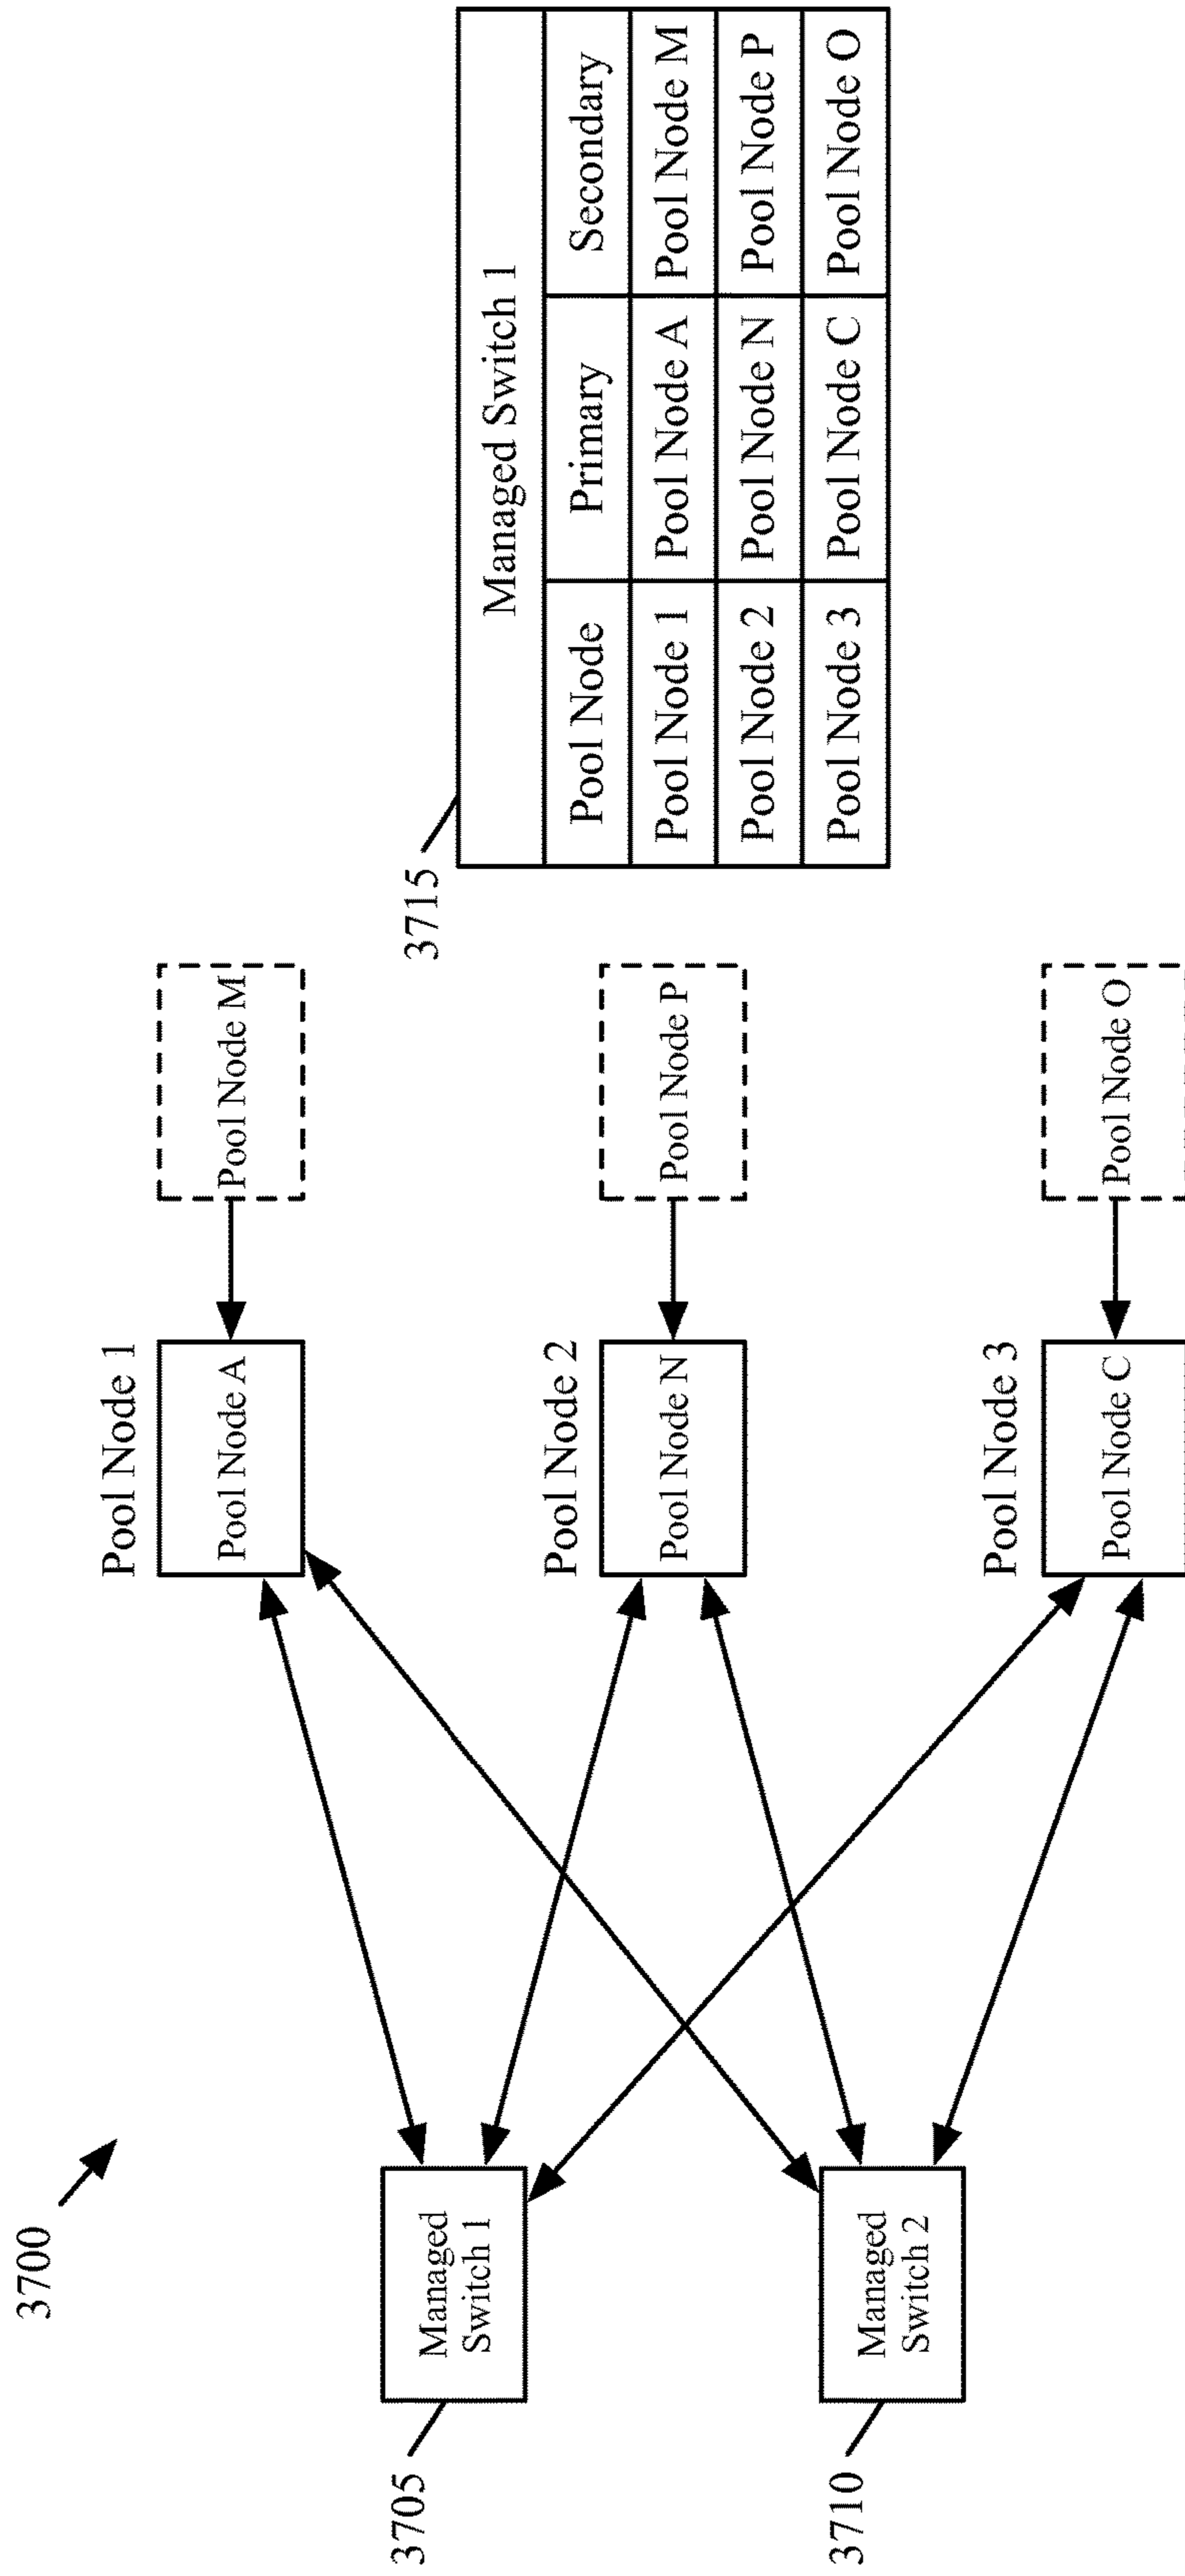 3700
3705
Managed
Switch 1
3710
Managed
Switch 2
Pool Node 1
Pool Node A
Pool Node M
Pool Node 2
Pool Node N
Pool Node P
Pool Node 3
Pool Node C
Pool Node O
3715
Managed Switch 1
Pool Node Primary Secondary
Pool Node 1 Pool Node A Pool Node M
Pool Node 2 Pool Node N Pool Node P
Pool Node 3 Pool Node C Pool Node O